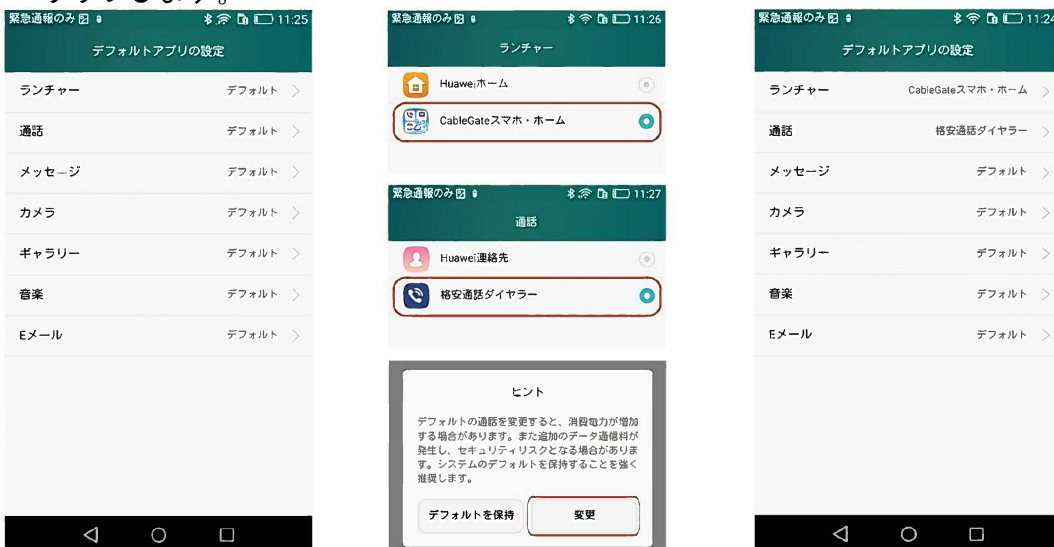 緊急通報のみ 11:25
デフォルトアプリの設定
ランチャー デフォルト
通話 デフォルト
メッセージ デフォルト
カメラ デフォルト
ギャラリー デフォルト
音楽 デフォルト
Eメール デフォルト
緊急通報のみ 11:26
ランチャー
Huaweiホーム
CableGateスマホ・ホーム
緊急通報のみ 11:27
通話
Huawei連絡先
格安通話ダイヤラー
ヒント
デフォルトの通話を変更すると、消費電力が増加
する場合があります。また追加のデータ通信料が
発生し、セキュリティリスクとなる場合がありま
す。システムのデフォルトを保持することを強く
推奨します。
デフォルトを保持 変更
緊急通報のみ 11:24
デフォルトアプリの設定
ランチャー CableGateスマホ・ホーム
通話 格安通話ダイヤラー
メッセージ デフォルト
カメラ デフォルト
ギャラリー デフォルト
音楽 デフォルト
Eメール デフォルト